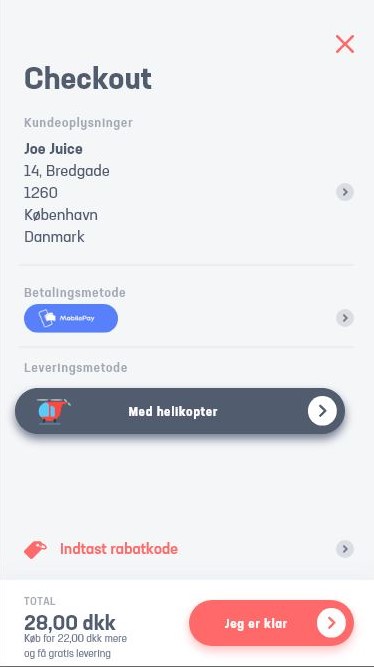 Checkout
Kundeoplysninger
Joe Juice
14, Bredgade
1260
København
Danmark
Betalingsmetode
MobilePay
Leveringsmetode
Med helikopter
Indtast rabatkode
TOTAL
28,00 dkk
Køb for 22,00 dkk mere
og få gratis levering
Jeg er klar